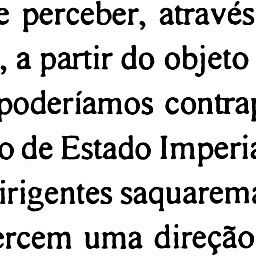 e perceber, através
, a partir do objeto
poderíamos contrap
o de Estado Imperia
irigentes saquarema
ercem uma direção